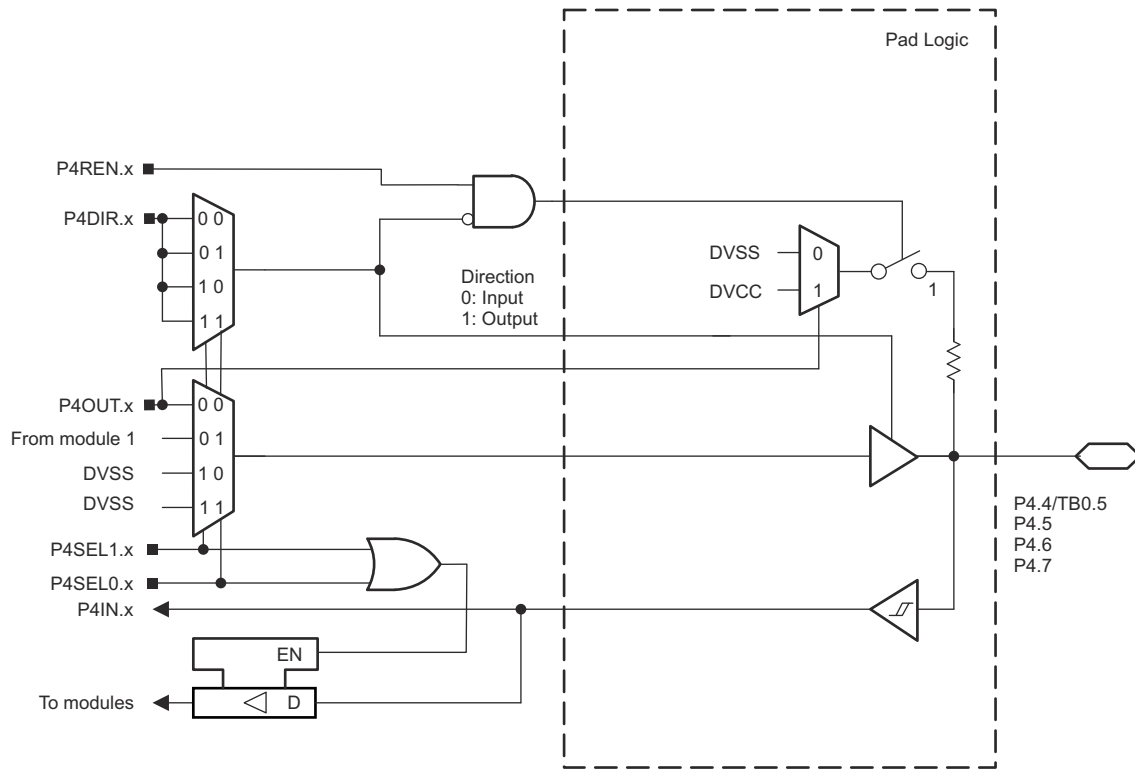 Pad Logic
P4REN.x
P4DIR.x
0 0
0 1
1 0
1 1
Direction
0: Input
1: Output
DVSS
0
DVCC
1
1
P4OUT.x
0 0
From module 1
0 1
DVSS
1 0
DVSS
1 1
P4.4/TB0.5
P4.5
P4.6
P4.7
P4SEL1.x
P4SEL0.x
P4IN.x
EN
To modules
D